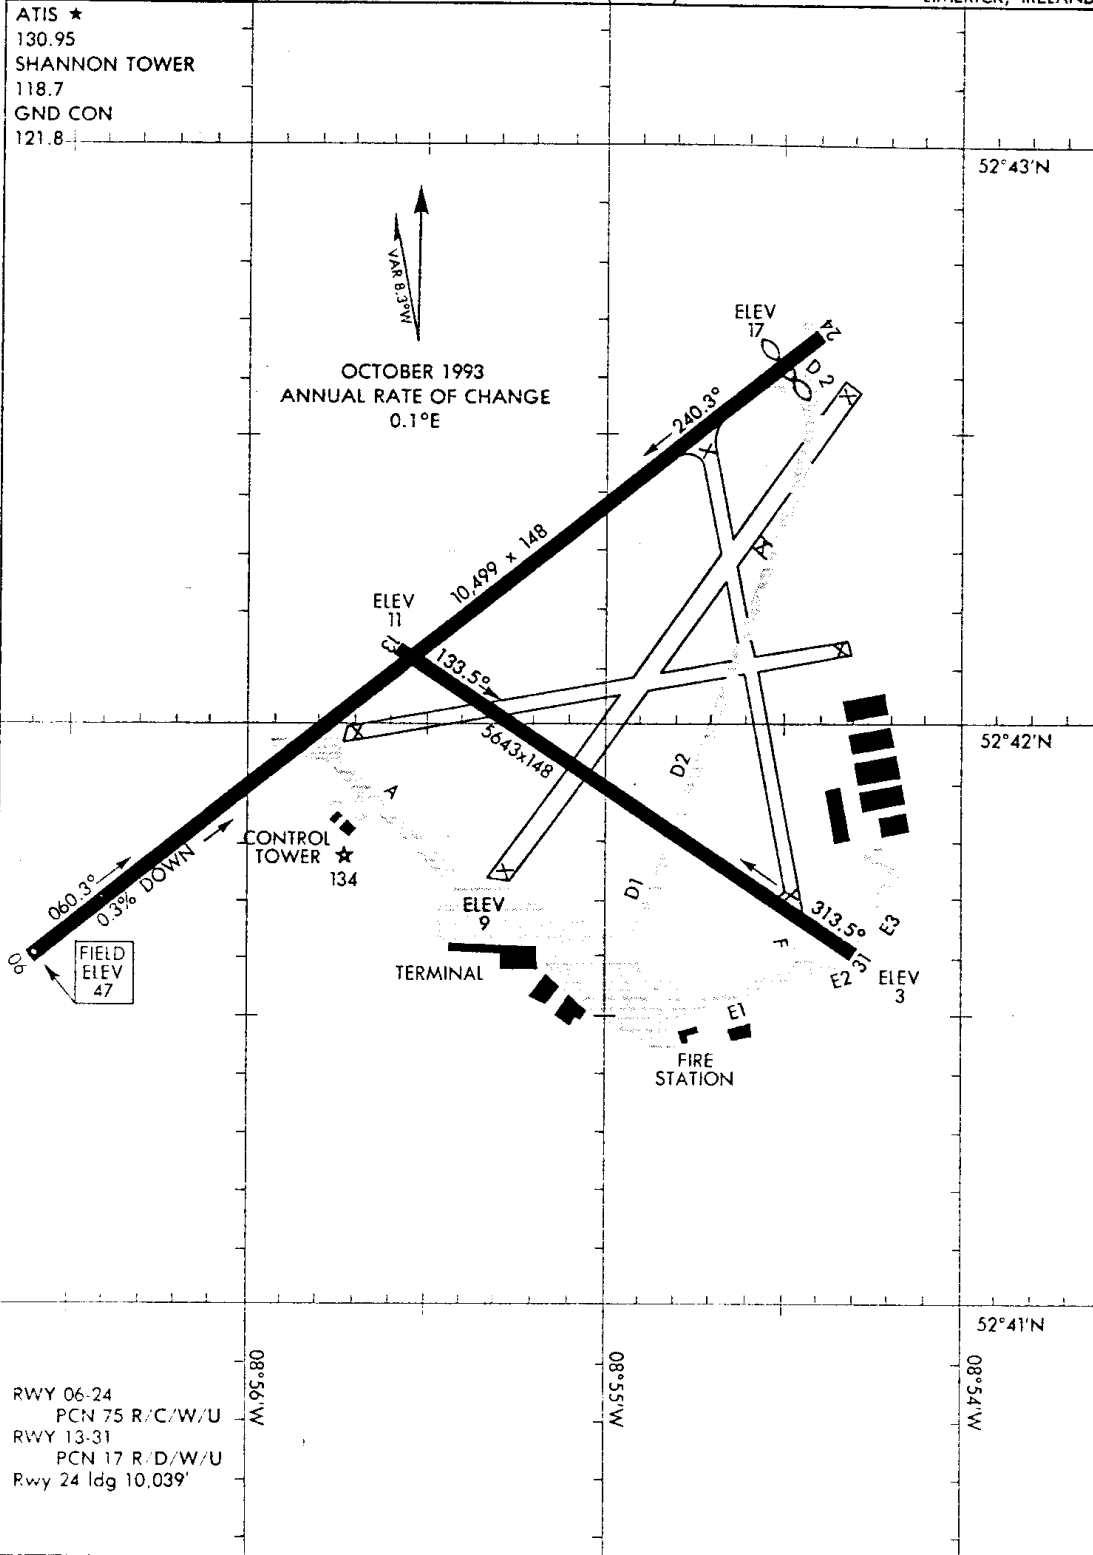 LIMERICK, IRELAND
ATIS ★
130.95
SHANNON TOWER
118.7
GND CON
121.8
52°43'N
VAR 8.3°W
OCTOBER 1993
ANNUAL RATE OF CHANGE
0.1°E
ELEV
17
24
D2
240.3°
X
X
10,499 x 148
X
ELEV
11
13
133.5°
X
X
5643x148
52°42'N
D2
A
CONTROL
TOWER
134
060.3°
0.3% DOWN
X
D1
ELEV
9
313.5°
E3
F
06
FIELD
ELEV
47
TERMINAL
E2
31
ELEV
3
E1
FIRE
STATION
52°41'N
08°56'W
08°55'W
08°54'W
RWY 06-24
PCN 75 R/C/W/U
RWY 13-31
PCN 17 R/D/W/U
Rwy 24 ldg 10,039'